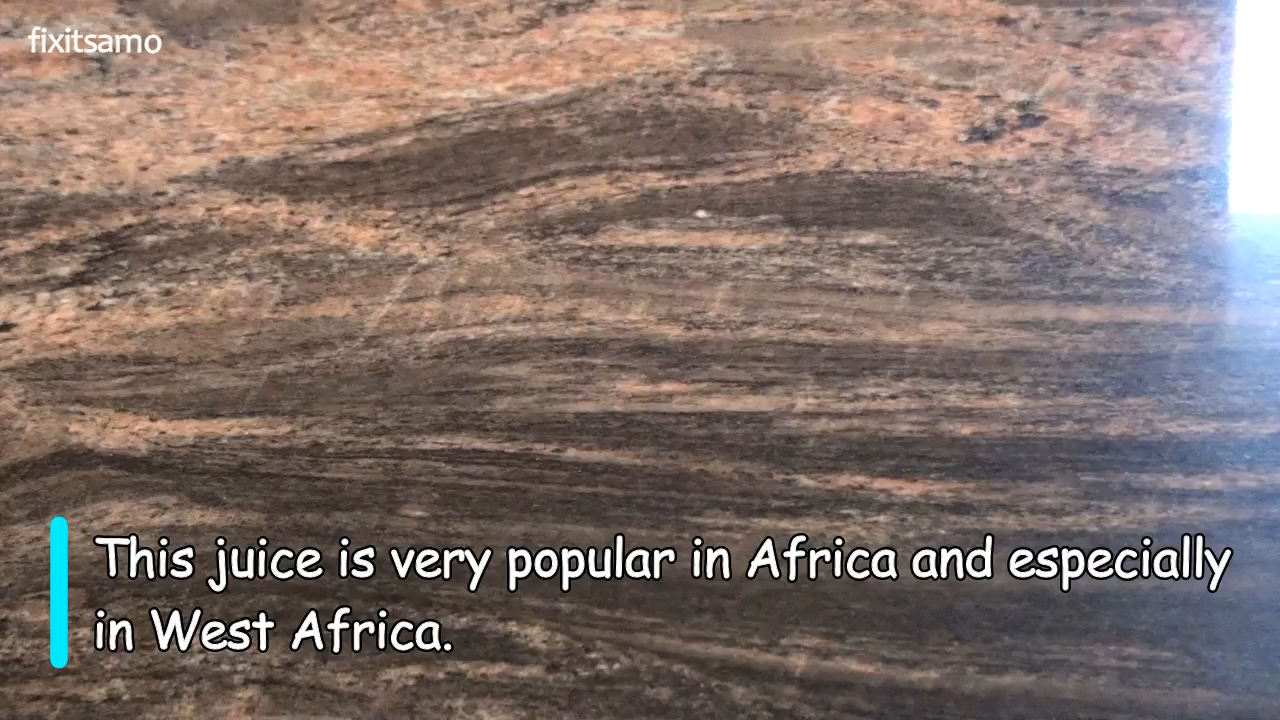 fixitsamo
This juice is very popular in Africa and especially
in West Africa.